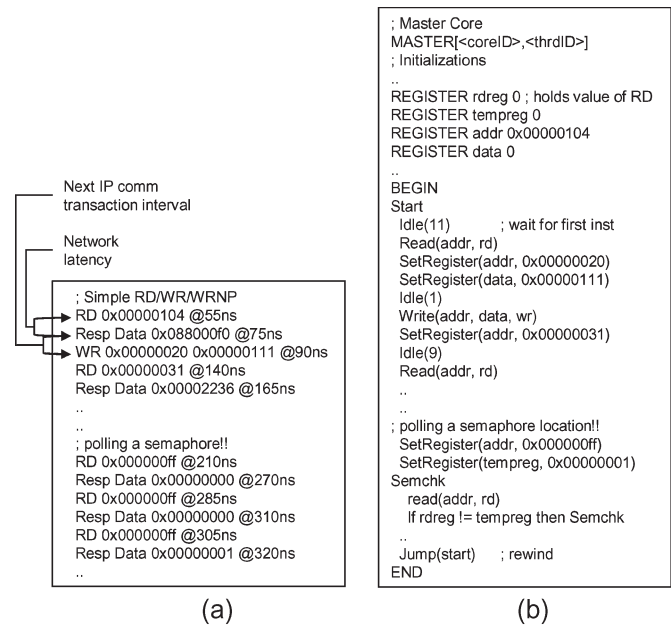 Next IP comm
transaction interval
Network
latency
; Simple RD/WR/WRNP
RD 0x00000104 @55ns
Resp Data 0x088000f0 @75ns
WR 0x00000020 0x00000111 @90ns
RD 0x00000031 @140ns
Resp Data 0x00002236 @165ns
..
..
; polling a semaphore!!
RD 0x000000ff @210ns
Resp Data 0x00000000 @270ns
RD 0x000000ff @285ns
Resp Data 0x00000000 @310ns
RD 0x000000ff @305ns
Resp Data 0x00000001 @320ns
..
(a)
; Master Core
MASTER[<coreID>,<thrdID>]
; Initializations
..
REGISTER rdreg 0 ; holds value of RD
REGISTER tempreg 0
REGISTER addr 0x00000104
REGISTER data 0
..
BEGIN
Start
Idle(11) ; wait for first inst
Read(addr, rd)
SetRegister(addr, 0x00000020)
SetRegister(data, 0x00000111)
Idle(1)
Write(addr, data, wr)
SetRegister(addr, 0x00000031)
Idle(9)
Read(addr, rd)
..
..
; polling a semaphore location!!
SetRegister(addr, 0x000000ff)
SetRegister(tempreg, 0x00000001)
Semchk
read(addr, rd)
If rdreg != tempreg then Semchk
..
Jump(start) ; rewind
END
(b)